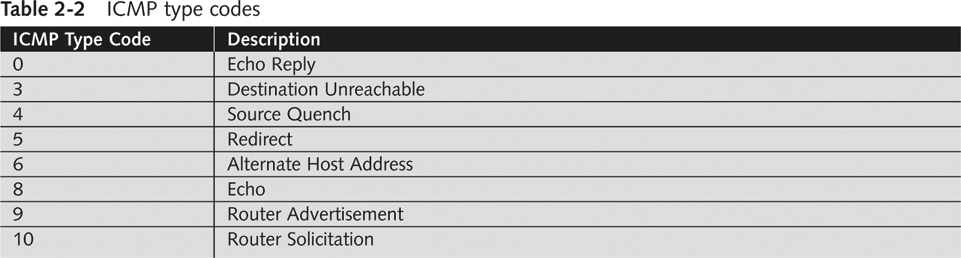 Table 2-2 ICMP type codes
ICMP Type Code Description
0 Echo Reply
3 Destination Unreachable
4 Source Quench
5 Redirect
6 Alternate Host Address
8 Echo
9 Router Advertisement
10 Router Solicitation